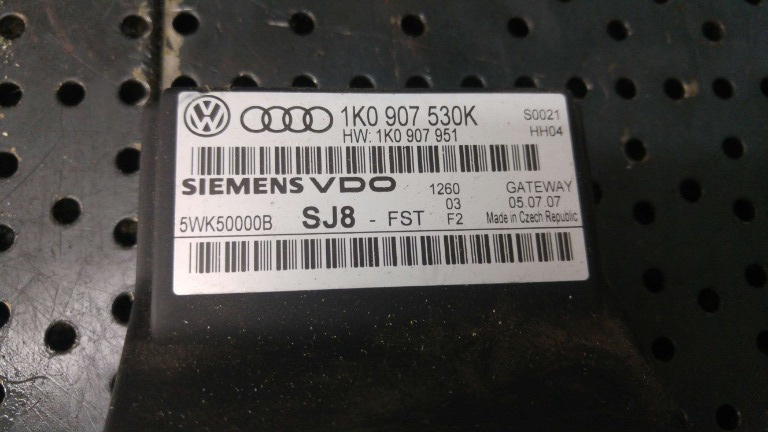 1K0 907 530K S0021
HW: 1K0 907 951 HH04
SIEMENS VDO 1260 GATEWAY
03 05.07.07
5WK50000B SJ8 - FST F2 Made in Czech Republic